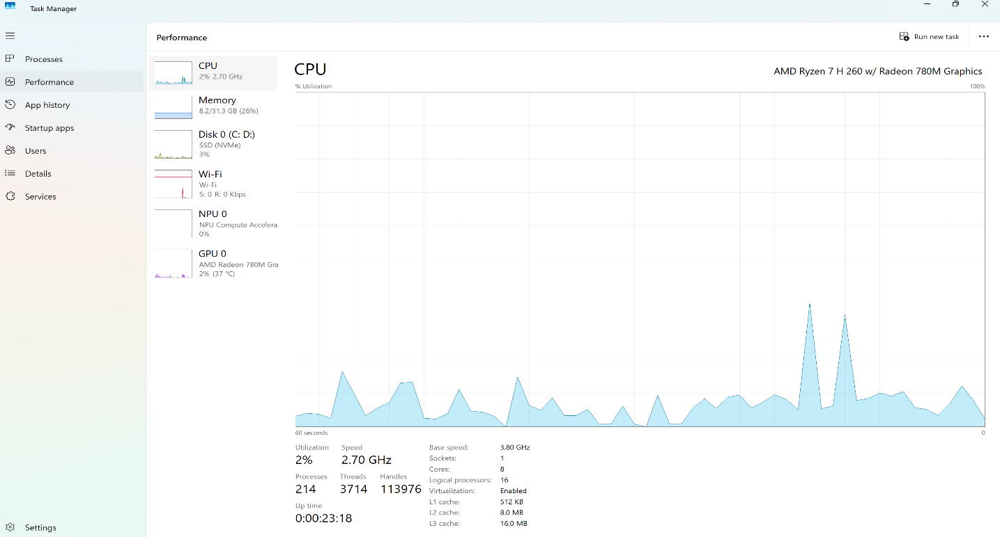 Task Manager
Performance
Run new task
Processes
Performance
App history
Startup apps
Users
Details
Services
Settings
CPU
2% 2.70 GHz
Memory
8.2/31.3 GB (26%)
Disk 0 (C: D:)
SSD (NVMe)
3%
Wi-Fi
Wi-Fi
S: 0 R: 0 Kbps
NPU 0
NPU Compute Accelera.
0%
GPU 0
AMD Radeon 780M Gra
2% (37 °C)
CPU
AMD Ryzen 7 H 260 w/ Radeon 780M Graphics
% Utilization 100%
60 seconds 0
Utilization Speed
2% 2.70 GHz
Processes Threads Handles
214 3714 113976
Up time
0:00:23:18
Base speed: 3.80 GHz
Sockets: 1
Cores: 8
Logical processors: 16
Virtualization: Enabled
L1 cache: 512 KB
L2 cache: 8.0 MB
L3 cache: 16.0 MB